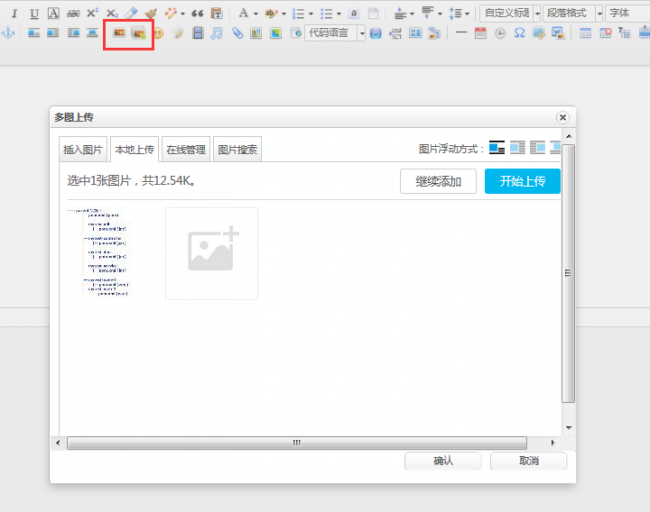 自定义标题 段落格式 字体
代码语言
多图上传
插入图片 本地上传 在线管理 图片搜索 图片浮动方式：
选中1张图片，共12.54K。 继续添加 开始上传
确认 取消